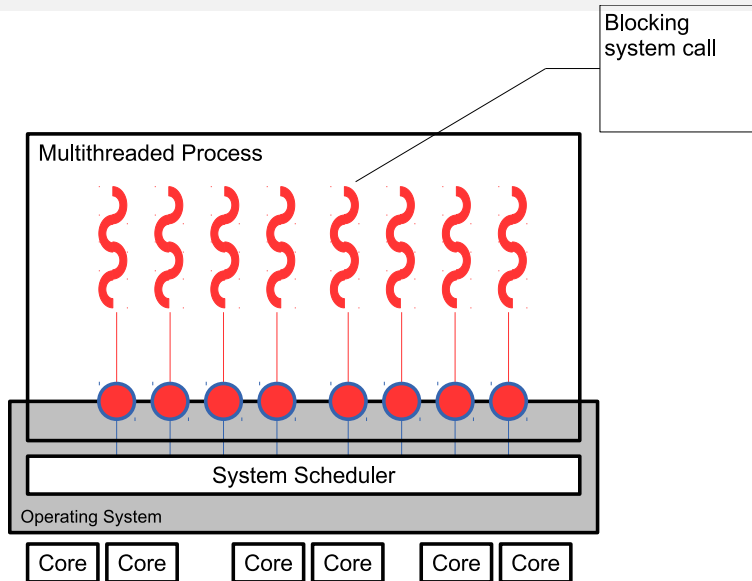 Blocking
system call
Multithreaded Process
System Scheduler
Operating System
Core Core Core Core Core Core